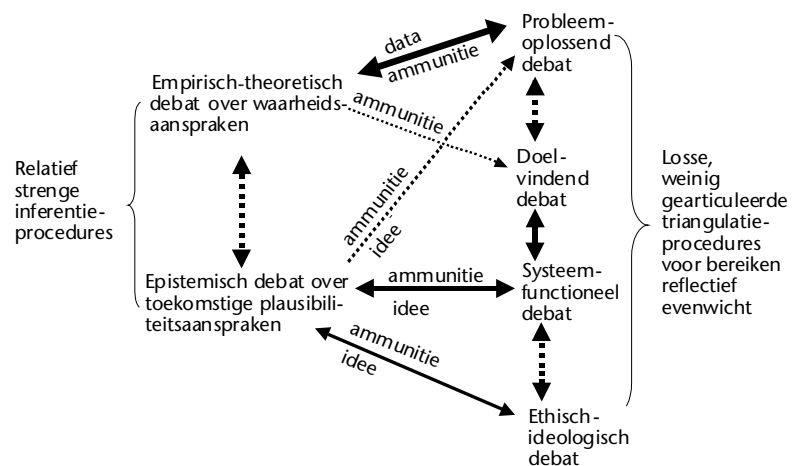 Relatief
strenge
inferentie-
procedures
Empirisch-theoretisch
debat over waarheids-
aanspraken
Epistemisch debat over
toekomstige plausibili-
teitsaanspraken
data
ammunitie
ammunitie
ammunitie
idee
ammunitie
idee
ammunitie
idee
Probleem-
oplossend
debat
Doel-
vindend
debat
Systeem-
functioneel
debat
Ethisch-
ideologisch
debat
Losse,
weinig
gearticuleerde
triangulatie-
procedures
voor bereiken
reflectief
evenwicht